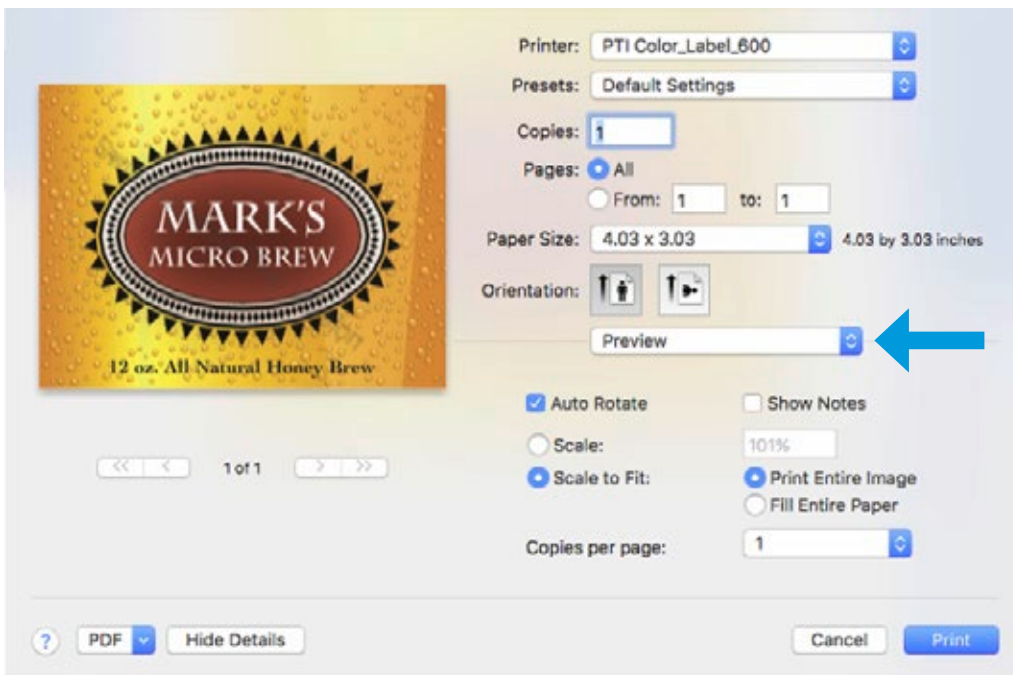 Printer: PTI Color_Label_600
Presets: Default Settings
Copies: 1
Pages: All
From: 1 to: 1
Paper Size: 4.03 x 3.03 4.03 by 3.03 inches
Orientation:
Preview
MARK'S
MICRO BREW
12 oz. All Natural Honey Brew
<< < 1 of 1 > >>
Auto Rotate Show Notes
Scale: 101%
Scale to Fit: Print Entire Image
Fill Entire Paper
Copies per page: 1
? PDF Hide Details Cancel Print